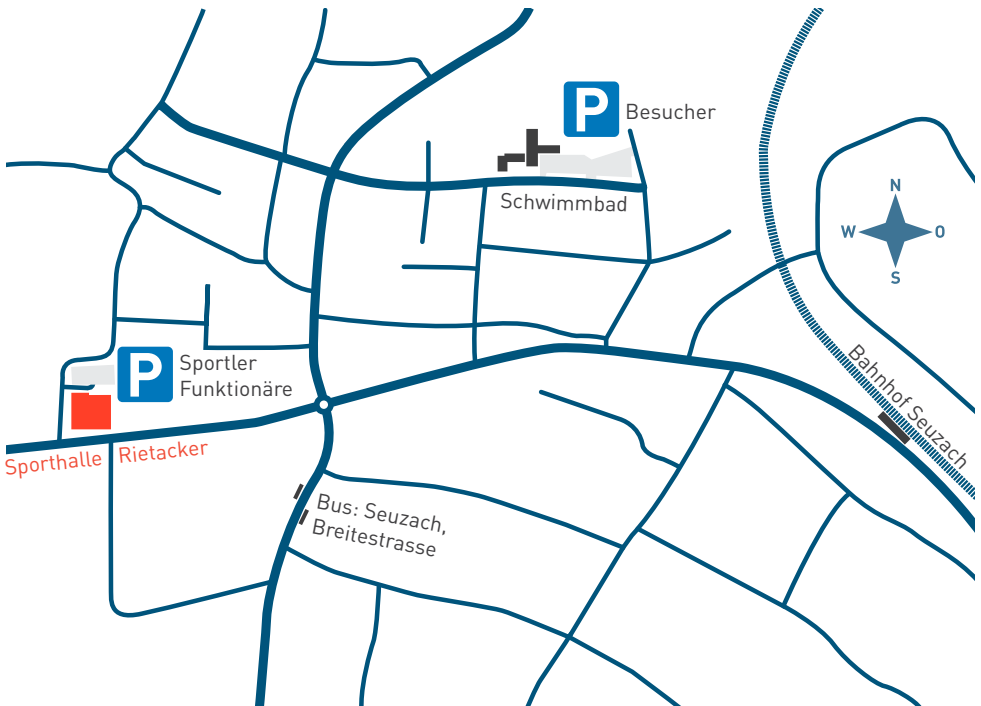 P Besucher
Schwimmbad
N
W O
S
P Sportler
Funktionäre
Bahnhof Seuzach
Sporthalle Rietacker
Bus: Seuzach,
Breitestrasse